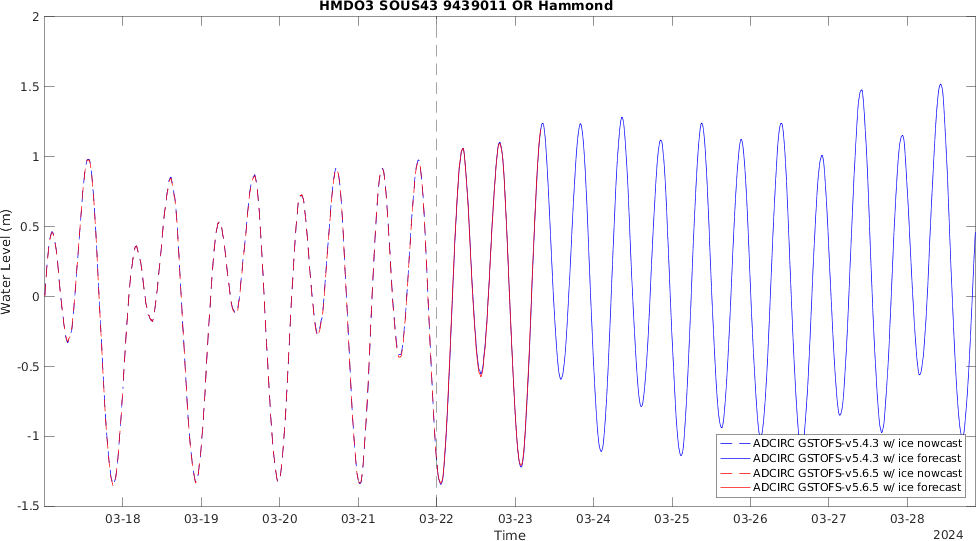 HMDO3 SOUS43 9439011 OR Hammond
2
1.5
1
0.5
0
-0.5
-1
-1.5
Water Level (m)
03-18 03-19 03-20 03-21 03-22 03-23 03-24 03-25 03-26 03-27 03-28
Time
2024
ADCIRC GSTOFS-v5.4.3 w/ ice nowcast
ADCIRC GSTOFS-v5.4.3 w/ ice forecast
ADCIRC GSTOFS-v5.6.5 w/ ice nowcast
ADCIRC GSTOFS-v5.6.5 w/ ice forecast